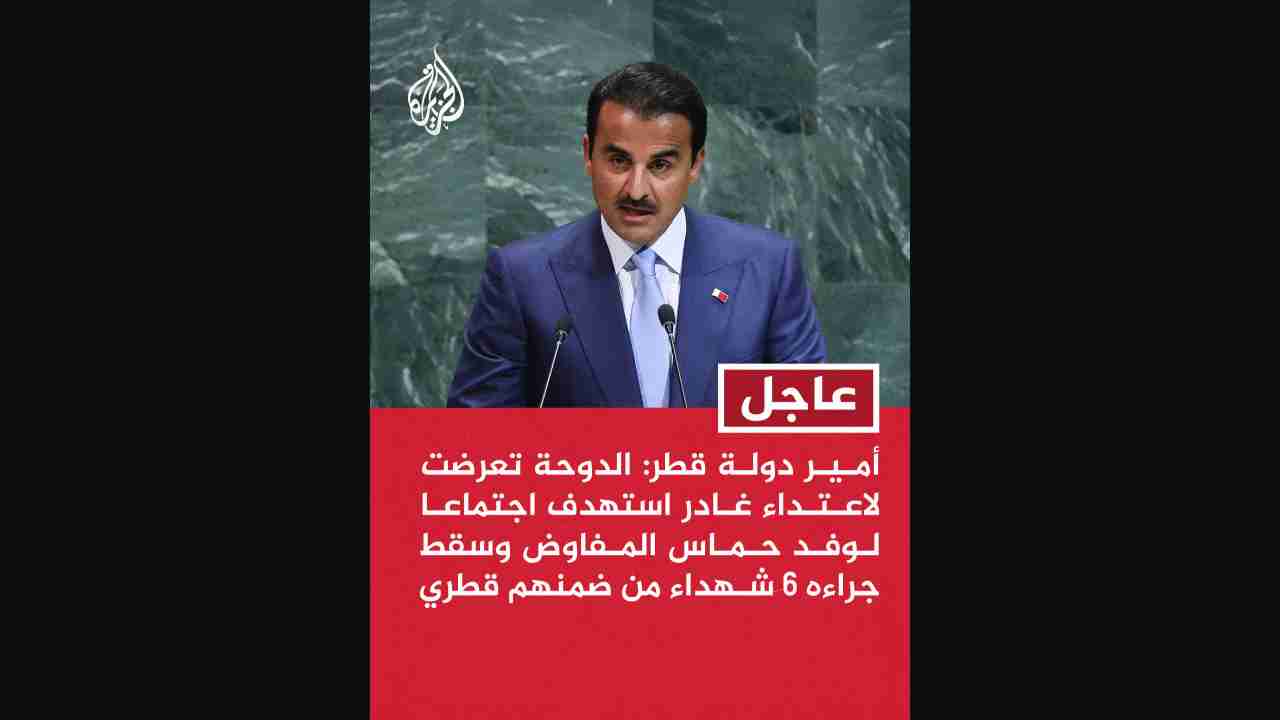 الجزيرة
عاجل
أمير دولة قطر: الدوحة تعرضت
لاعتداء غادر استهدف اجتماعا
لوفد حماس المفاوض وسقط
جراءه 6 شهداء من ضمنهم قطري